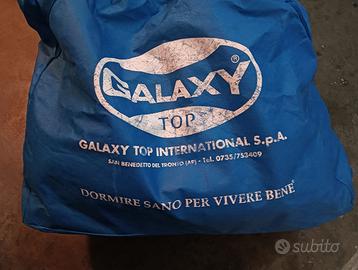 GALAXY®
TOP
GALAXY TOP INTERNATIONAL S.p.A.
SAN BENEDETTO DEL TRONTO (AP) - Tel. 0735/753409
DORMIRE SANO PER VIVERE BENE
subito